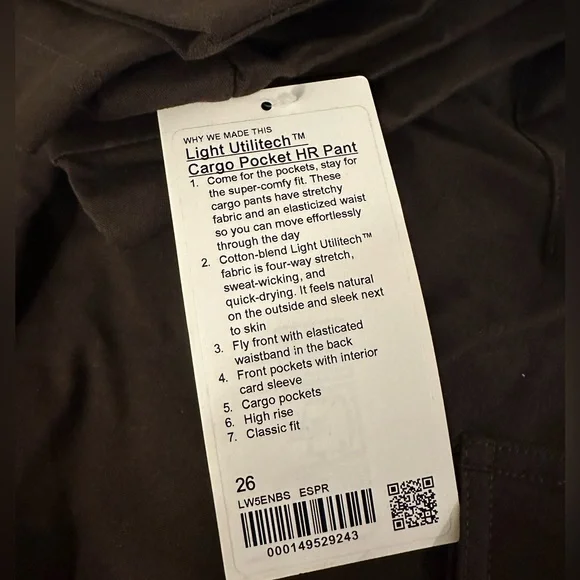 WHY WE MADE THIS
Light Utilitech™
Cargo Pocket HR Pant
1. Come for the pockets, stay for
the super-comfy fit. These
cargo pants have stretchy
fabric and an elasticized waist
so you can move effortlessly
through the day
2. Cotton-blend Light Utilitech™
fabric is four-way stretch,
sweat-wicking, and
quick-drying. It feels natural
on the outside and sleek next
to skin
3. Fly front with elasticated
waistband in the back
4. Front pockets with interior
card sleeve
5. Cargo pockets
6. High rise
7. Classic fit
26
LW5ENBS ESPR
000149529243